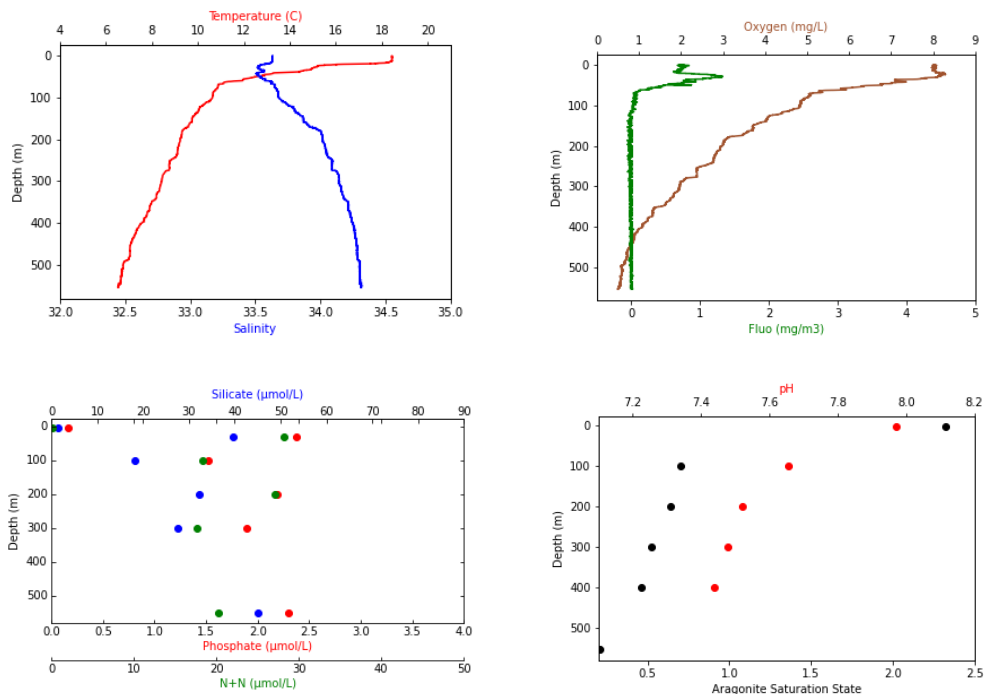 Temperature (C)
4 6 8 10 12 14 16 18 20
0
100
200
300
400
500
Depth (m)
32.0 32.5 33.0 33.5 34.0 34.5 35.0
Salinity
Oxygen (mg/L)
0 1 2 3 4 5 6 7 8 9
0
100
200
300
400
500
Depth (m)
0 1 2 3 4 5
Fluo (mg/m3)
Silicate (μmol/L)
0 10 20 30 40 50 60 70 80 90
0
100
200
300
400
500
Depth (m)
0.0 0.5 1.0 1.5 2.0 2.5 3.0 3.5 4.0
Phosphate (μmol/L)
0 10 20 30 40 50
N+N (μmol/L)
pH
7.2 7.4 7.6 7.8 8.0 8.2
0
100
200
300
400
500
Depth (m)
0.5 1.0 1.5 2.0 2.5
Aragonite Saturation State